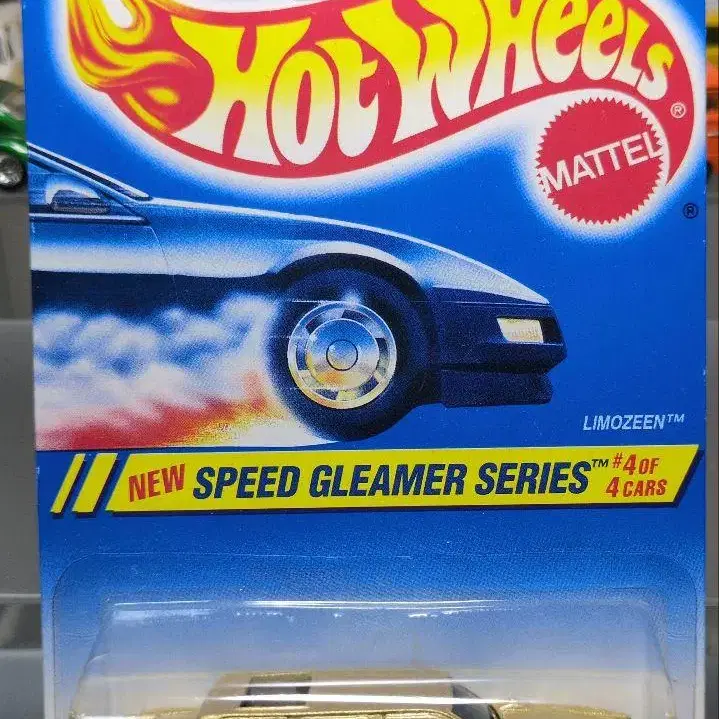 HOT WHEELS®
MATTEL®
LIMOZEEN™
NEW SPEED GLEAMER SERIES™ #4 OF
4 CARS